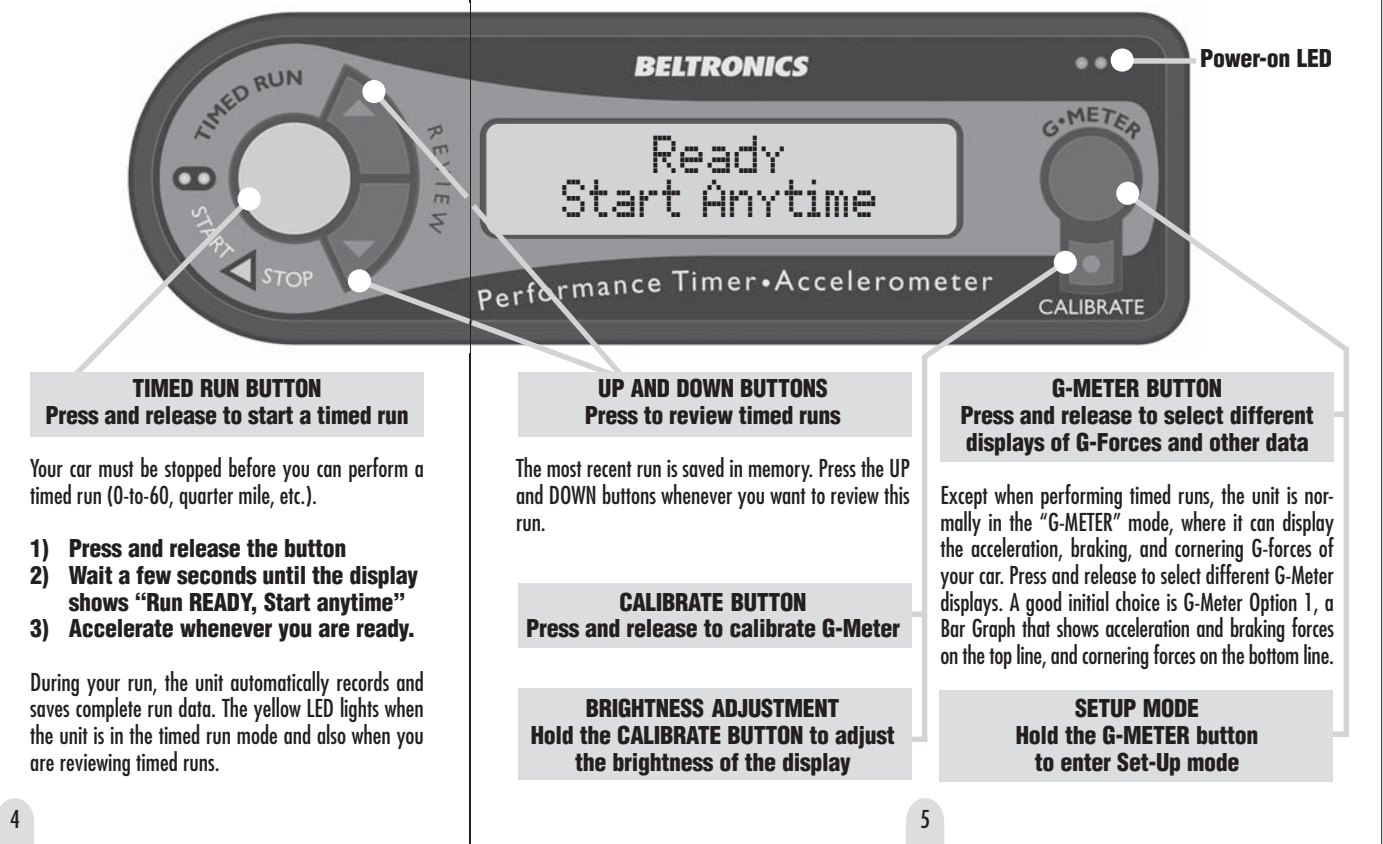 BELTRONICS
Power-on LED
TIMED RUN
REVIEW
G•METER
Ready
Start Anytime
START
STOP
Performance Timer•Accelerometer
CALIBRATE
TIMED RUN BUTTON
Press and release to start a timed run
Your car must be stopped before you can perform a
timed run (0-to-60, quarter mile, etc.).
1) Press and release the button
2) Wait a few seconds until the display
shows “Run READY, Start anytime”
3) Accelerate whenever you are ready.
During your run, the unit automatically records and
saves complete run data. The yellow LED lights when
the unit is in the timed run mode and also when you
are reviewing timed runs.
4
UP AND DOWN BUTTONS
Press to review timed runs
The most recent run is saved in memory. Press the UP
and DOWN buttons whenever you want to review this
run.
CALIBRATE BUTTON
Press and release to calibrate G-Meter
BRIGHTNESS ADJUSTMENT
Hold the CALIBRATE BUTTON to adjust
the brightness of the display
G-METER BUTTON
Press and release to select different
displays of G-Forces and other data
Except when performing timed runs, the unit is nor-
mally in the “G-METER” mode, where it can display
the acceleration, braking, and cornering G-forces of
your car. Press and release to select different G-Meter
displays. A good initial choice is G-Meter Option 1, a
Bar Graph that shows acceleration and braking forces
on the top line, and cornering forces on the bottom line.
SETUP MODE
Hold the G-METER button
to enter Set-Up mode
5